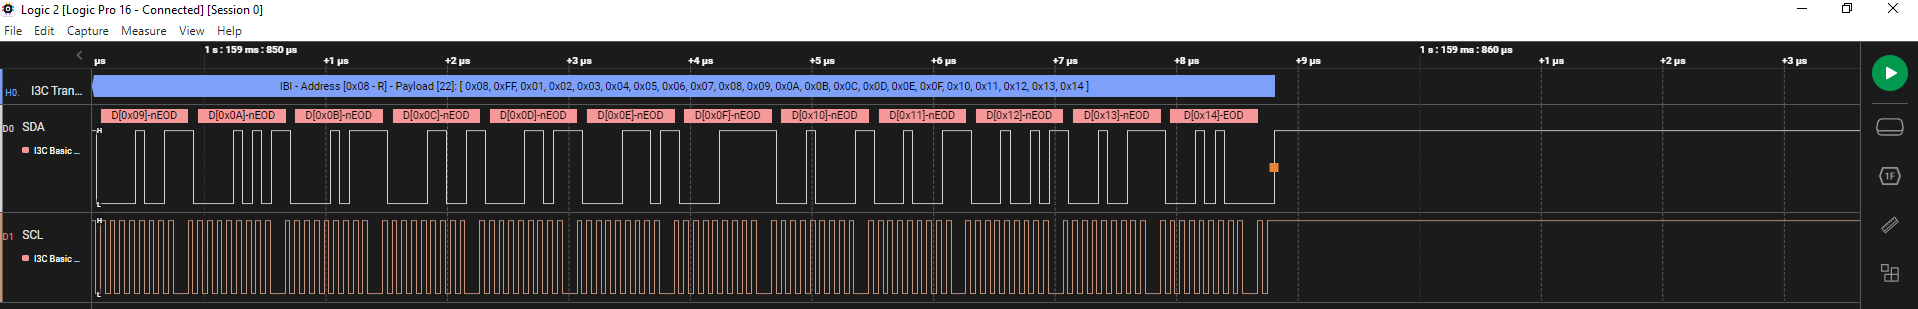 Logic 2 [Logic Pro 16 - Connected] [Session 0]
File Edit Capture Measure View Help
1 s : 159 ms : 850 µs 1 s : 159 ms : 860 µs
µs +1 µs +2 µs +3 µs +4 µs +5 µs +6 µs +7 µs +8 µs +9 µs +1 µs +2 µs +3 µs
H0. I3C Tran... IBI - Address [0x08 - R] - Payload [22]: [ 0x08, 0xFF, 0x01, 0x02, 0x03, 0x04, 0x05, 0x06, 0x07, 0x08, 0x09, 0x0A, 0x0B, 0x0C, 0x0D, 0x0E, 0x0F, 0x10, 0x11, 0x12, 0x13, 0x14 ]
D[0x09]-nEOD D[0x0A]-nEOD D[0x0B]-nEOD D[0x0C]-nEOD D[0x0D]-nEOD D[0x0E]-nEOD D[0x0F]-nEOD D[0x10]-nEOD D[0x11]-nEOD D[0x12]-nEOD D[0x13]-nEOD D[0x14]-EOD
D0 SDA H
I3C Basic ...
L
H
D1 SCL
I3C Basic ...
L
1F